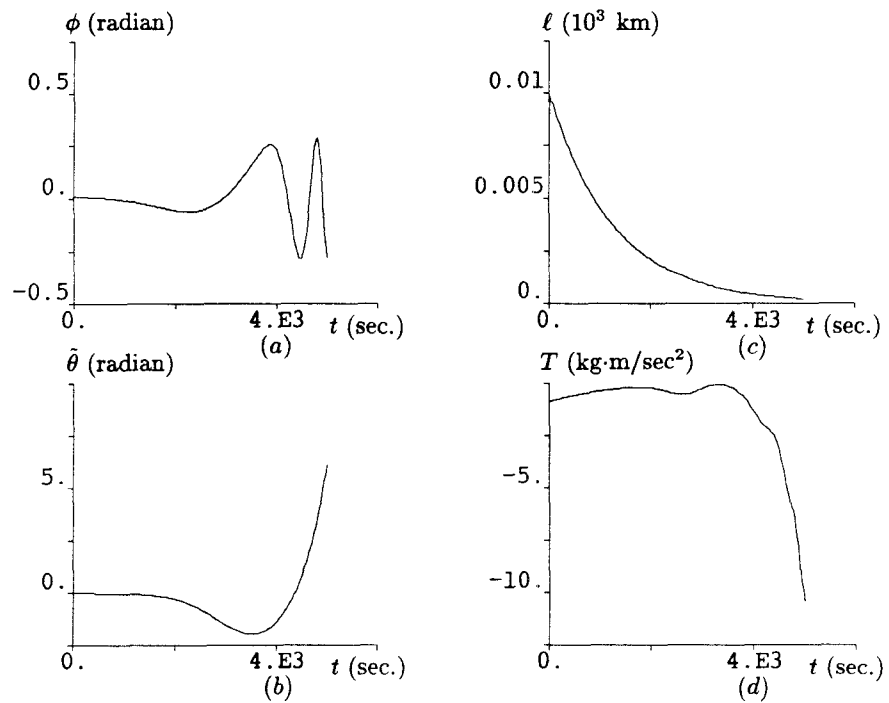 ϕ (radian)
0.5
0.
−0.5
0.
4.E3
t (sec.)
(a)
ℓ (10³ km)
0.01
0.005
0.
0.
4.E3
t (sec.)
(c)
θ̃ (radian)
5.
0.
0.
4.E3
t (sec.)
(b)
T (kg·m/sec²)
−5.
−10.
0.
4.E3
t (sec.)
(d)